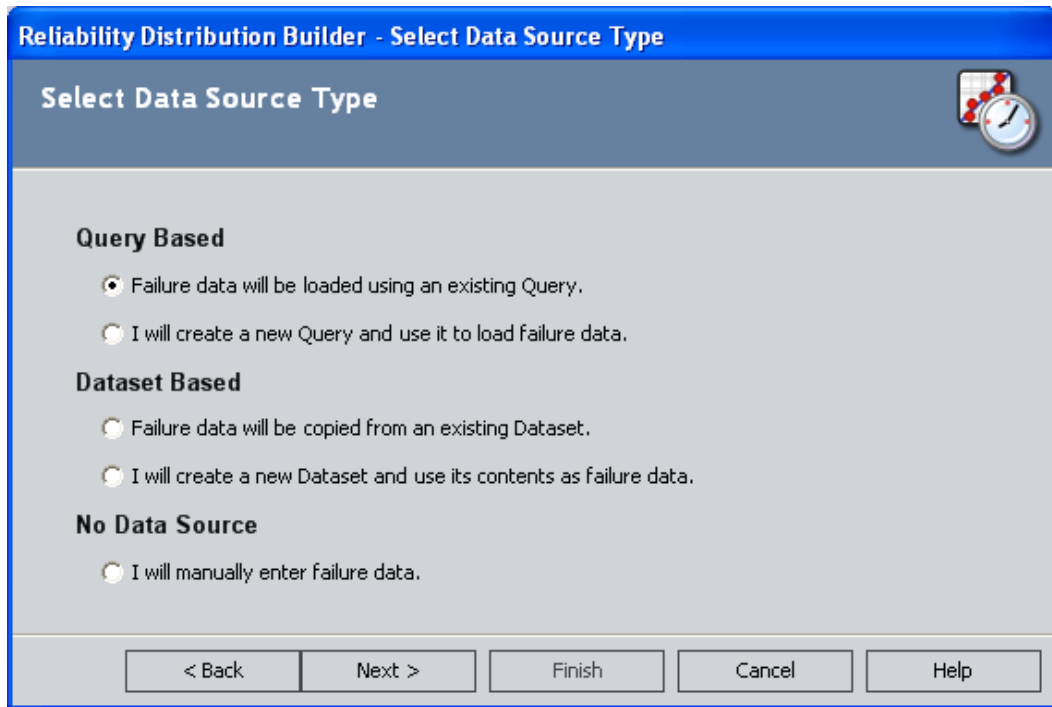 Reliability Distribution Builder - Select Data Source Type
Select Data Source Type
Query Based
Failure data will be loaded using an existing Query.
I will create a new Query and use it to load failure data.
Dataset Based
Failure data will be copied from an existing Dataset.
I will create a new Dataset and use its contents as failure data.
No Data Source
I will manually enter failure data.
< Back Next > Finish Cancel Help